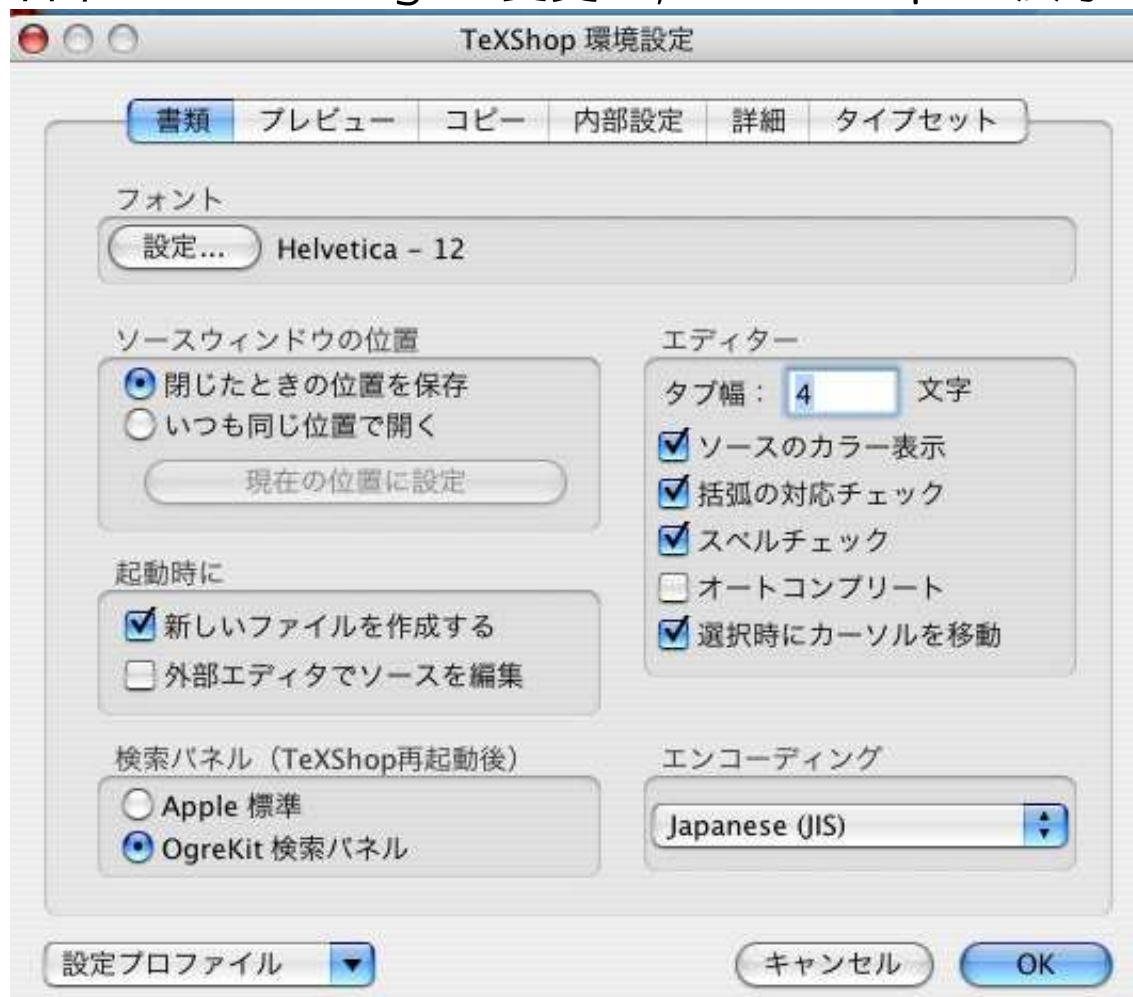 TeXShop 環境設定
書類 プレビュー コピー 内部設定 詳細 タイプセット
フォント
設定... Helvetica – 12
ソースウィンドウの位置
閉じたときの位置を保存
いつも同じ位置で開く
現在の位置に設定
起動時に
新しいファイルを作成する
外部エディタでソースを編集
検索パネル（TeXShop再起動後）
Apple 標準
OgreKit 検索パネル
エディター
タブ幅： 4 文字
ソースのカラー表示
括弧の対応チェック
スペルチェック
オートコンプリート
選択時にカーソルを移動
エンコーディング
Japanese (JIS)
設定プロファイル キャンセル OK